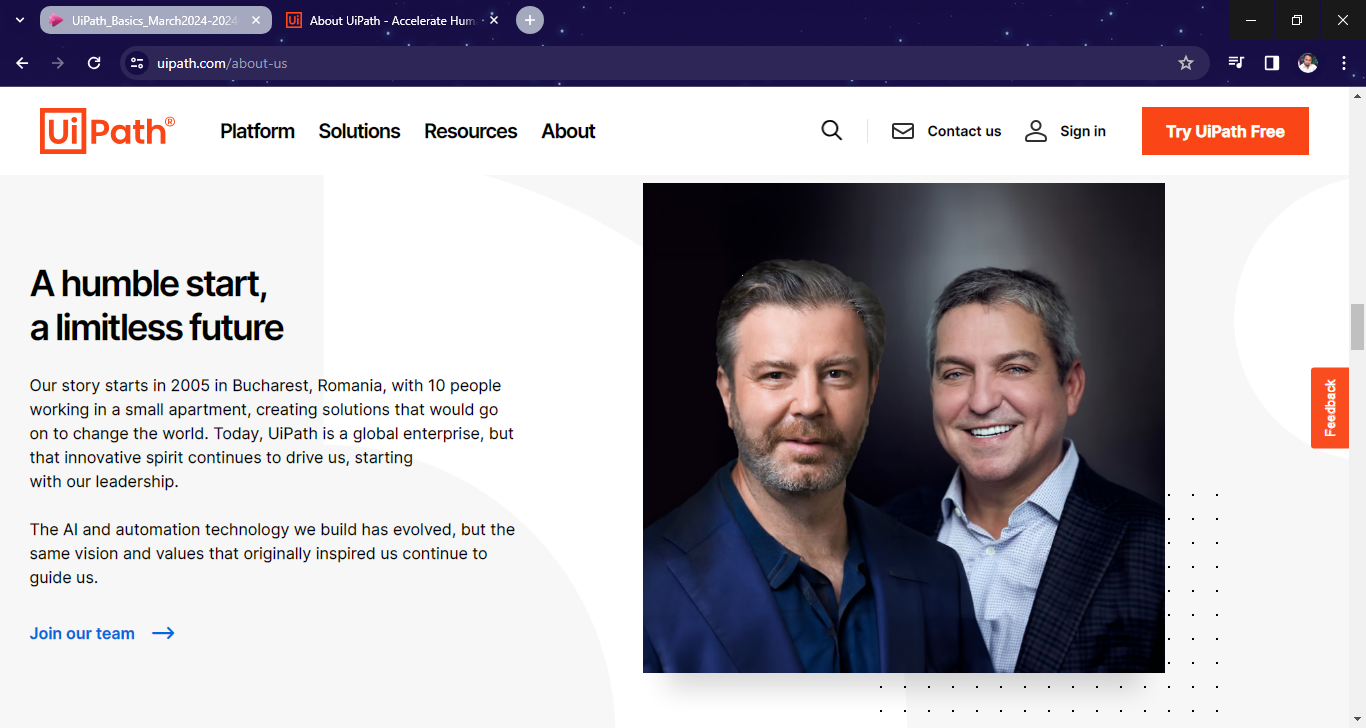 UiPath_Basics_March2024-2024
About UiPath - Accelerate Hum
uipath.com/about-us
UiPath®
Platform
Solutions
Resources
About
Contact us
Sign in
Try UiPath Free
A humble start,
a limitless future
Our story starts in 2005 in Bucharest, Romania, with 10 people
working in a small apartment, creating solutions that would go
on to change the world. Today, UiPath is a global enterprise, but
that innovative spirit continues to drive us, starting
with our leadership.
The AI and automation technology we build has evolved, but the
same vision and values that originally inspired us continue to
guide us.
Join our team
Feedback